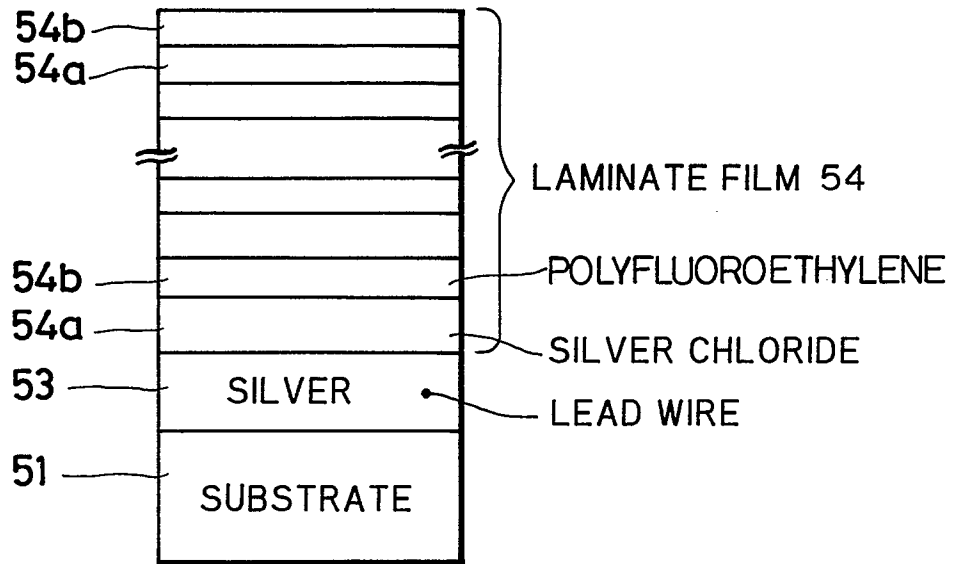 54b
54a
LAMINATE FILM 54
54b
POLYFLUOROETHYLENE
54a
SILVER CHLORIDE
53
SILVER
LEAD WIRE
51
SUBSTRATE